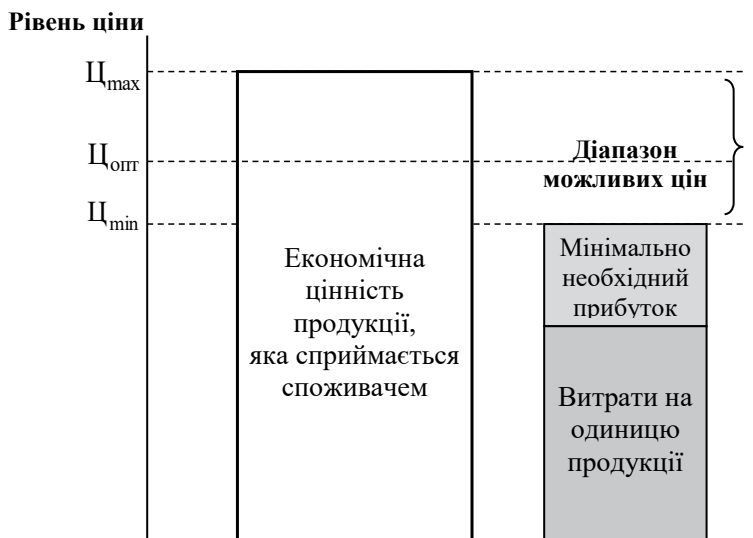 Рівень ціни
Цmax
Цопт
Цmin
Діапазон
можливих цін
Економічна
цінність
продукції,
яка сприймається
споживачем
Мінімально
необхідний
прибуток
Витрати на
одиницю
продукції